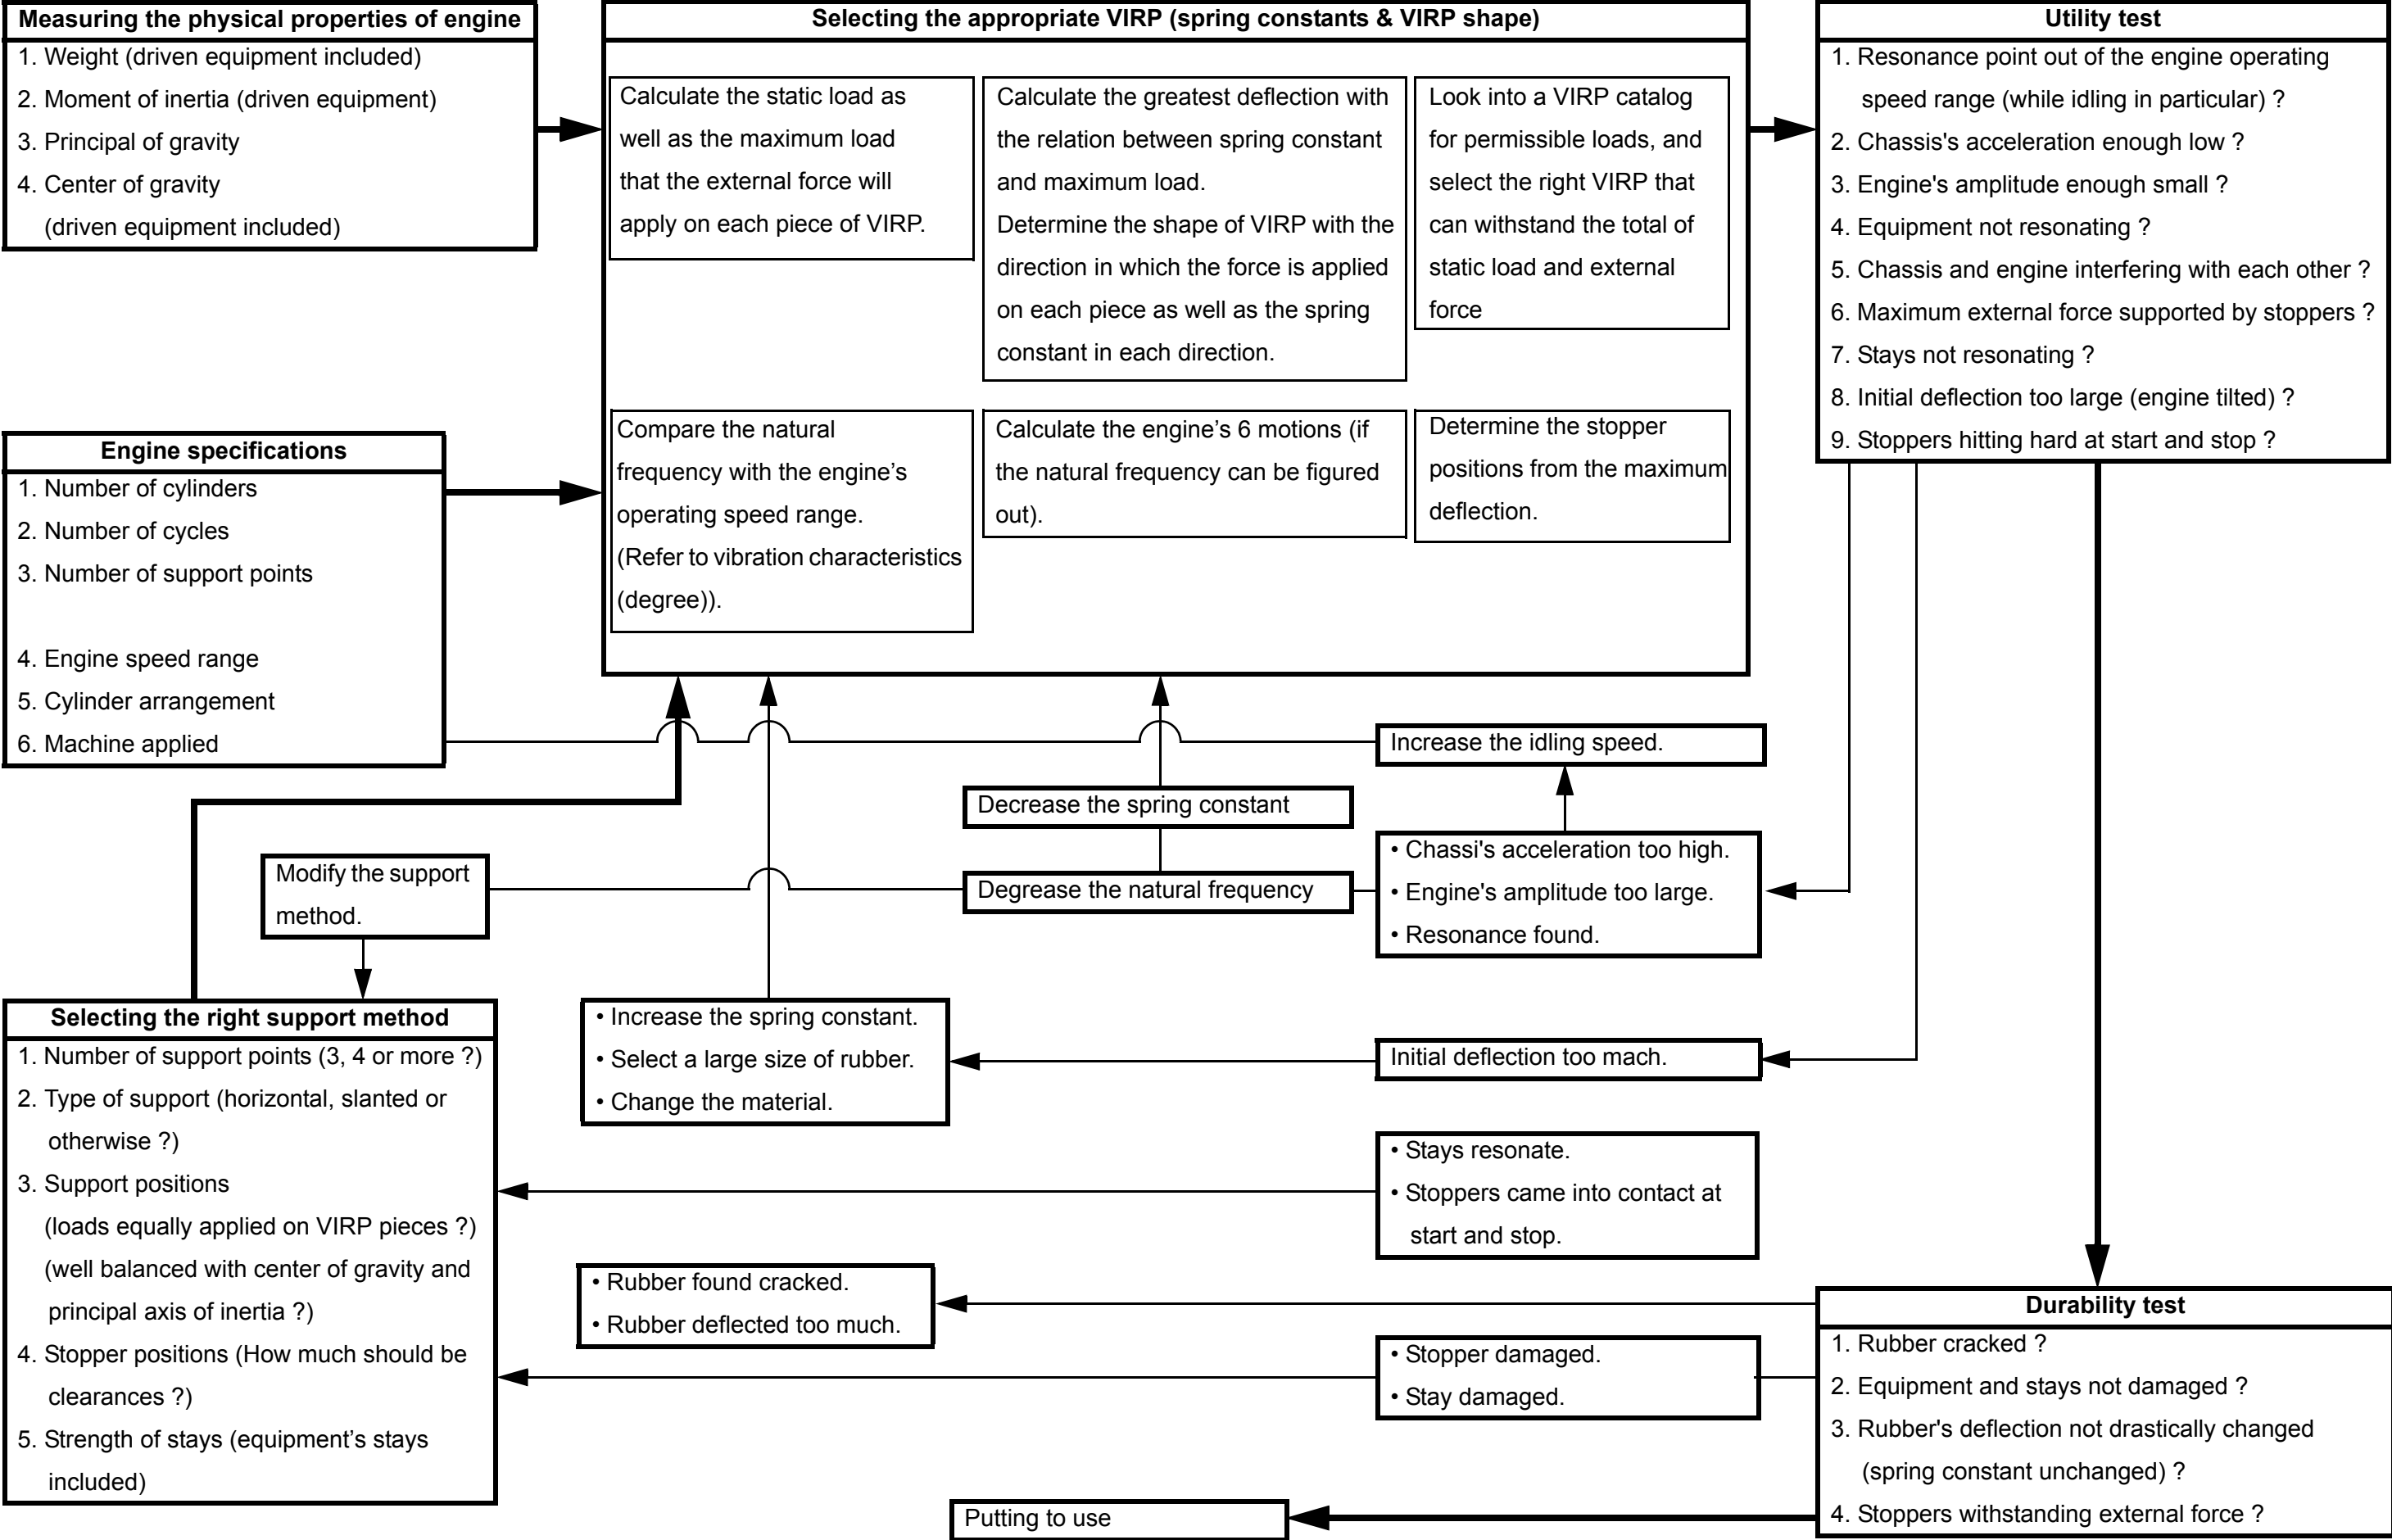 Measuring the physical properties of engine
1. Weight (driven equipment included)
2. Moment of inertia (driven equipment)
3. Principal of gravity
4. Center of gravity
(driven equipment included)
Selecting the appropriate VIRP (spring constants & VIRP shape)
Calculate the static load as
well as the maximum load
that the external force will
apply on each piece of VIRP.
Calculate the greatest deflection with
the relation between spring constant
and maximum load.
Determine the shape of VIRP with the
direction in which the force is applied
on each piece as well as the spring
constant in each direction.
Look into a VIRP catalog
for permissible loads, and
select the right VIRP that
can withstand the total of
static load and external
force
Compare the natural
frequency with the engine’s
operating speed range.
(Refer to vibration characteristics
(degree)).
Calculate the engine’s 6 motions (if
the natural frequency can be figured
out).
Determine the stopper
positions from the maximum
deflection.
Utility test
1. Resonance point out of the engine operating
speed range (while idling in particular) ?
2. Chassis's acceleration enough low ?
3. Engine's amplitude enough small ?
4. Equipment not resonating ?
5. Chassis and engine interfering with each other ?
6. Maximum external force supported by stoppers ?
7. Stays not resonating ?
8. Initial deflection too large (engine tilted) ?
9. Stoppers hitting hard at start and stop ?
Engine specifications
1. Number of cylinders
2. Number of cycles
3. Number of support points
4. Engine speed range
5. Cylinder arrangement
6. Machine applied
Increase the idling speed.
Decrease the spring constant
Modify the support
method.
Degrease the natural frequency
• Chassi's acceleration too high.
• Engine's amplitude too large.
• Resonance found.
Selecting the right support method
1. Number of support points (3, 4 or more ?)
2. Type of support (horizontal, slanted or
otherwise ?)
3. Support positions
(loads equally applied on VIRP pieces ?)
(well balanced with center of gravity and
principal axis of inertia ?)
4. Stopper positions (How much should be
clearances ?)
5. Strength of stays (equipment’s stays
included)
• Increase the spring constant.
• Select a large size of rubber.
• Change the material.
Initial deflection too mach.
• Stays resonate.
• Stoppers came into contact at
start and stop.
• Rubber found cracked.
• Rubber deflected too much.
• Stopper damaged.
• Stay damaged.
Durability test
1. Rubber cracked ?
2. Equipment and stays not damaged ?
3. Rubber's deflection not drastically changed
(spring constant unchanged) ?
4. Stoppers withstanding external force ?
Putting to use